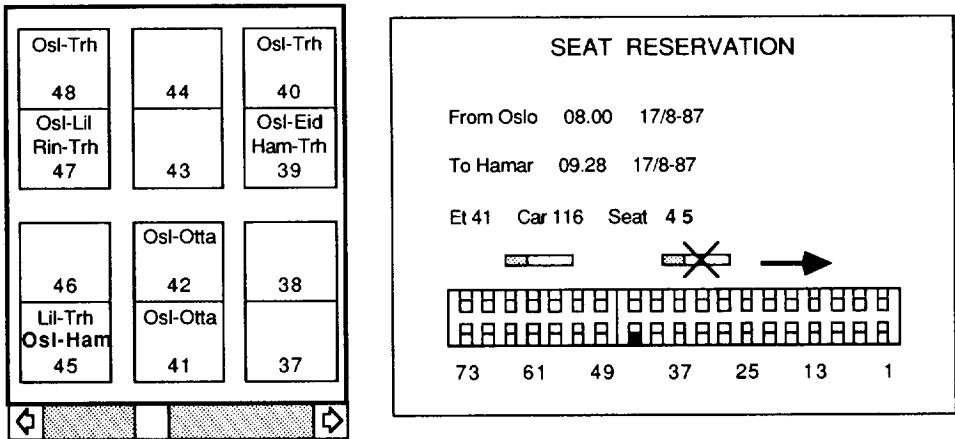 Osl-Trh Osl-Trh
48 44 40
Osl-Lil Osl-Eid
Rin-Trh Ham-Trh
47 43 39
Osl-Otta
46 42 38
Lil-Trh Osl-Otta
Osl-Ham
45 41 37
SEAT RESERVATION
From Oslo 08.00 17/8-87
To Hamar 09.28 17/8-87
Et 41 Car 116 Seat 4 5
73 61 49 37 25 13 1